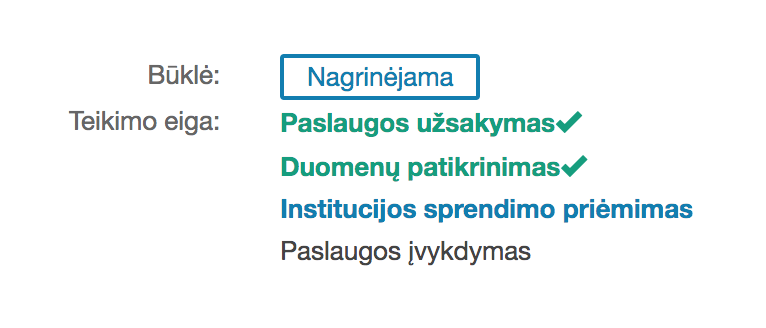 Būklė: Nagrinėjama
Teikimo eiga: Paslaugos užsakymas
Duomenų patikrinimas
Institucijos sprendimo priėmimas
Paslaugos įvykdymas